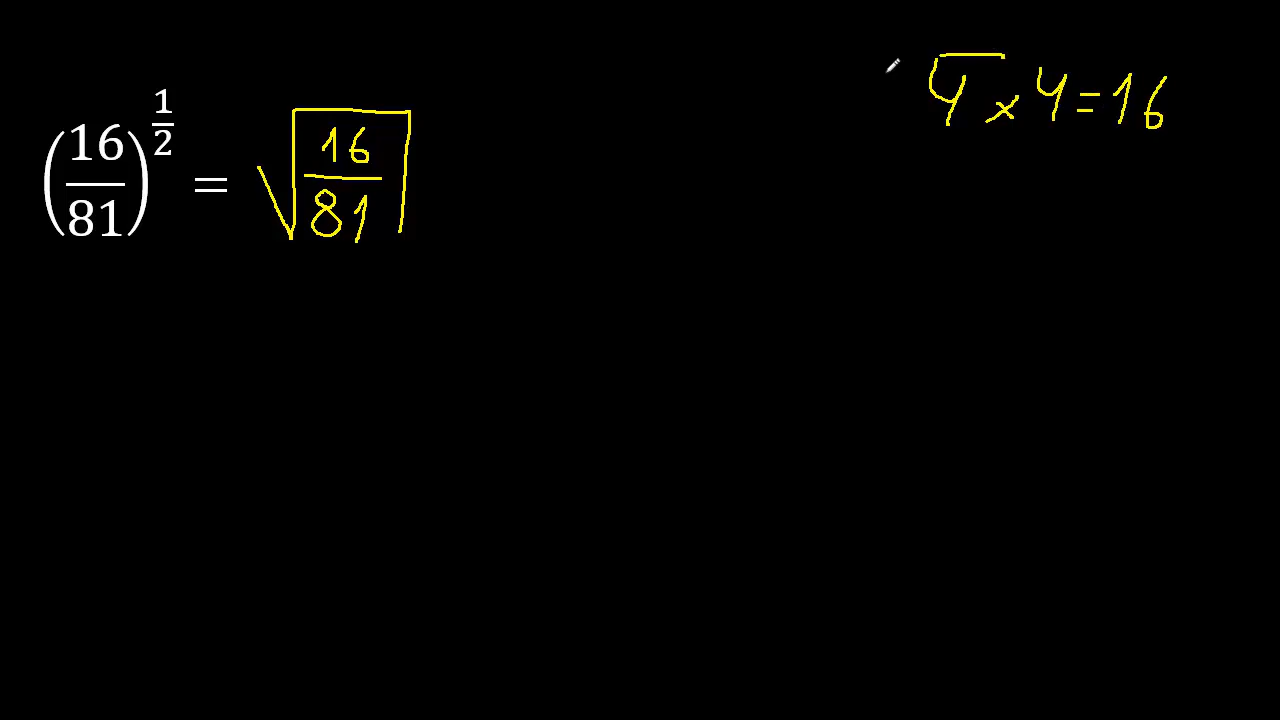 4 × 4 = 16
(16/81)^(1/2) = √(16/81)